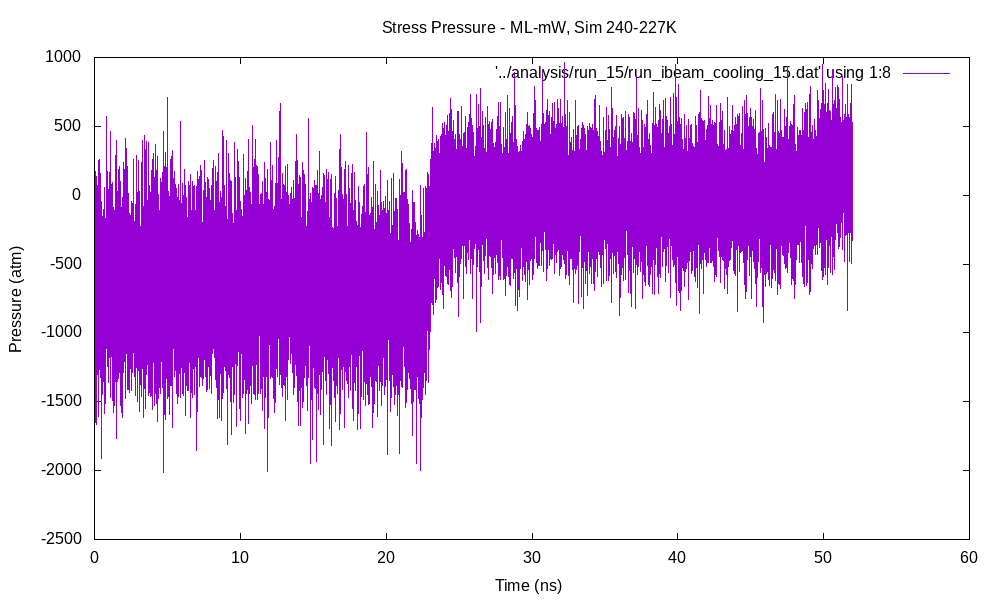 Stress Pressure - ML-mW, Sim 240-227K
'../analysis/run_15/run_ibeam_cooling_15.dat' using 1:8
1000
500
0
-500
-1000
-1500
-2000
-2500
Pressure (atm)
0 10 20 30 40 50 60
Time (ns)